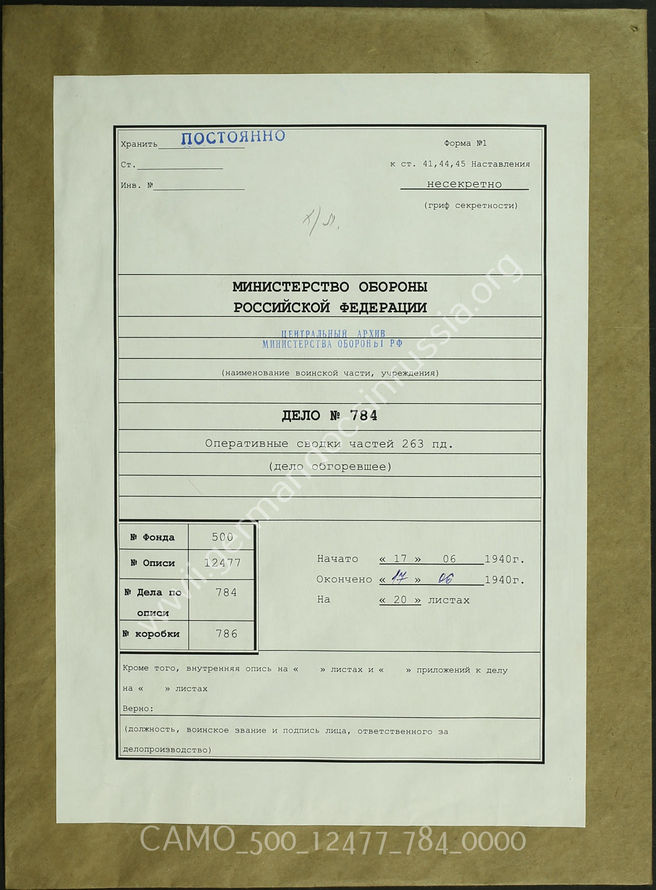 Хранить ПОСТОЯННО
Форма №1
Ст.
к ст. 41,44,45 Наставления
Инв. №
несекретно
(гриф секретности)
МИНИСТЕРСТВО ОБОРОНЫ
РОССИЙСКОЙ ФЕДЕРАЦИИ
ЦЕНТРАЛЬНЫЙ АРХИВ
МИНИСТЕРСТВА ОБОРОНЫ РФ
(наименование воинской части, учреждения)
ДЕЛО № 784
Оперативные сводки частей 263 пд.
(дело обгоревшее)
№ Фонда 500
№ Описи 12477
№ Дела по описи 784
№ коробки 786
Начато « 17 » 06 1940г.
Окончено « 17 » 06 1940г.
На « 20 » листах
Кроме того, внутренняя опись на « » листах и « » приложений к делу
на « » листах
Верно:
(должность, воинское звание и подпись лица, ответственного за
делопроизводство)
www.germandocsinrussia.org
CAMO_500_12477_784_0000